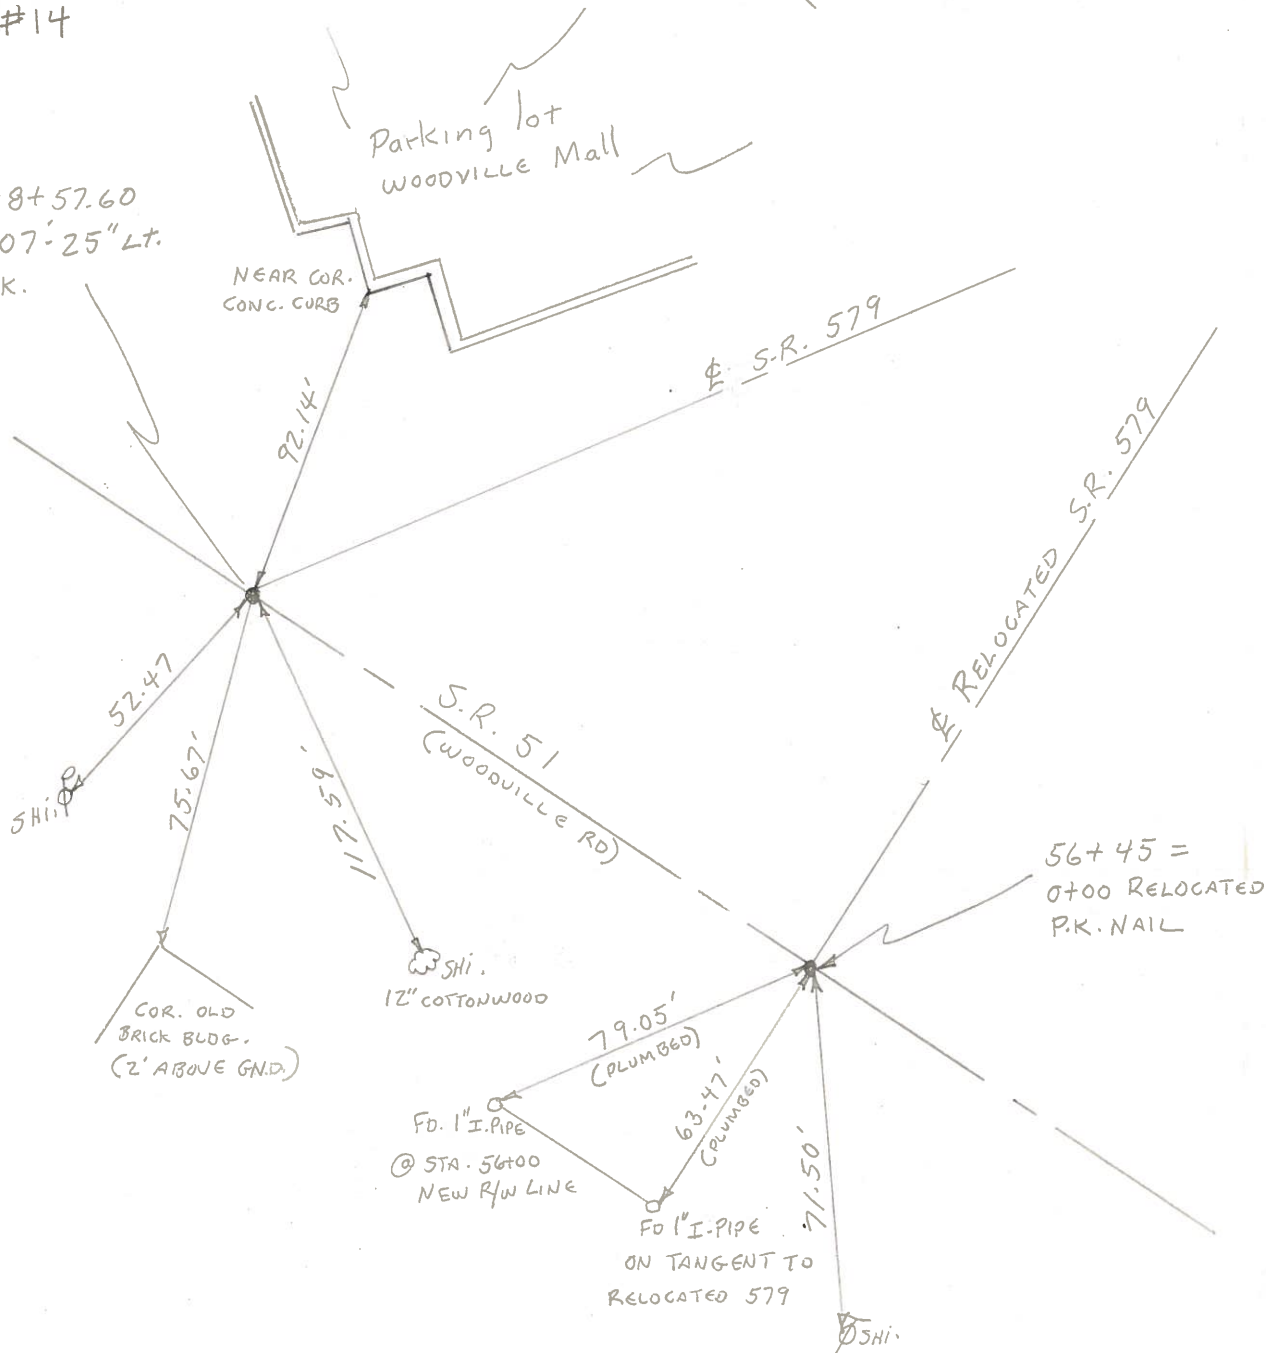 #14
Parking lot
WOODVILLE Mall
8+57.60
07'-25" Lt.
K.
NEAR COR.
CONC. CURB
92.14'
℄ S.R. 579
℄ RELOCATED S.R. 579
52.47
SHi.
75.67'
117.59'
S.R. 51
(WOODVILLE RD)
56+45 =
0+00 RELOCATED
P.K. NAIL
SHi.
12" COTTONWOOD
COR. OLD
BRICK BLDG.
(2' ABOVE GND.)
79.05'
(PLUMBED)
63.47'
(PLUMBED)
71.50'
FD. 1" I.PIPE
@ STA. 56+00
NEW R/W LINE
FD 1" I-PIPE
ON TANGENT TO
RELOCATED 579
SHi.